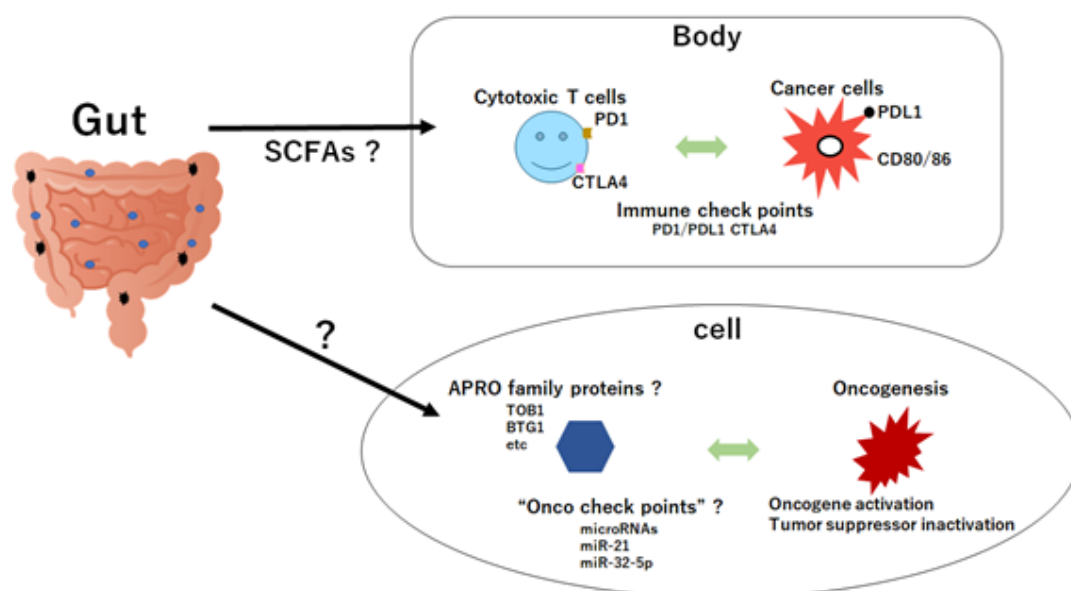 Body
Gut
Cytotoxic T cells
PD1
CTLA4
Cancer cells
PDL1
CD80/86
SCFAs ?
Immune check points
PD1/PDL1 CTLA4
?
cell
APRO family proteins ?
TOB1
BTG1
etc
Oncogenesis
“Onco check points” ?
microRNAs
miR-21
miR-32-5p
Oncogene activation
Tumor suppressor inactivation